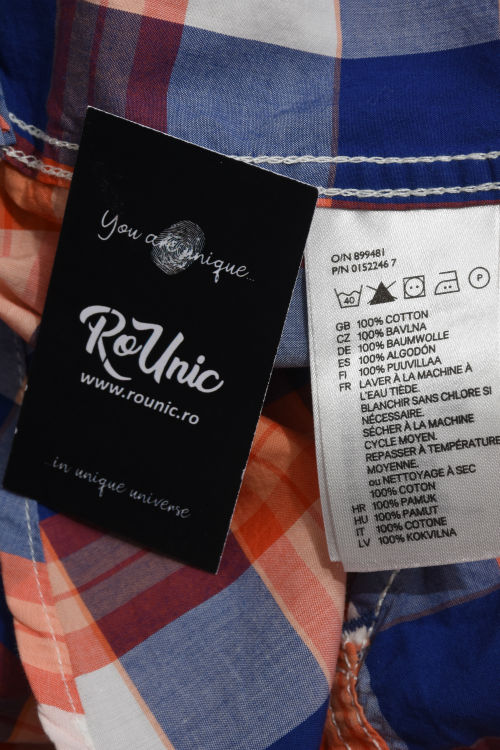 You are unique...
RoUnic
www.rounic.ro
...in unique universe
O/N 899481
P/N 0152246 7
40
P
GB 100% COTTON
CZ 100% BAVLNA
DE 100% BAUMWOLLE
ES 100% ALGODÓN
FI 100% PUUVILLAA
FR LAVER À LA MACHINE À
L'EAU TIÈDE.
BLANCHIR SANS CHLORE SI
NÉCESSAIRE.
SÉCHER À LA MACHINE
CYCLE MOYEN.
REPASSER À TEMPÉRATURE
MOYENNE.
ou NETTOYAGE À SEC
100% COTON
HR 100% PAMUK
HU 100% PAMUT
IT 100% COTONE
LV 100% KOKVILNA